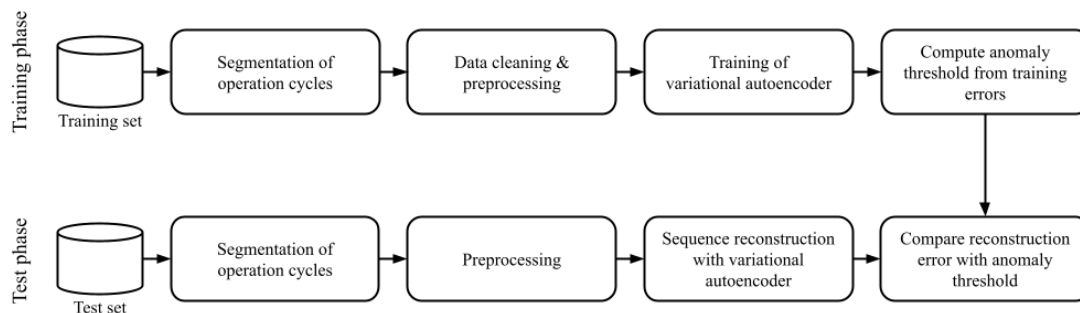 Training phase
Training set
Segmentation of
operation cycles
Data cleaning &
preprocessing
Training of
variational autoencoder
Compute anomaly
threshold from training
errors
Test phase
Test set
Segmentation of
operation cycles
Preprocessing
Sequence reconstruction
with variational
autoencoder
Compare reconstruction
error with anomaly
threshold